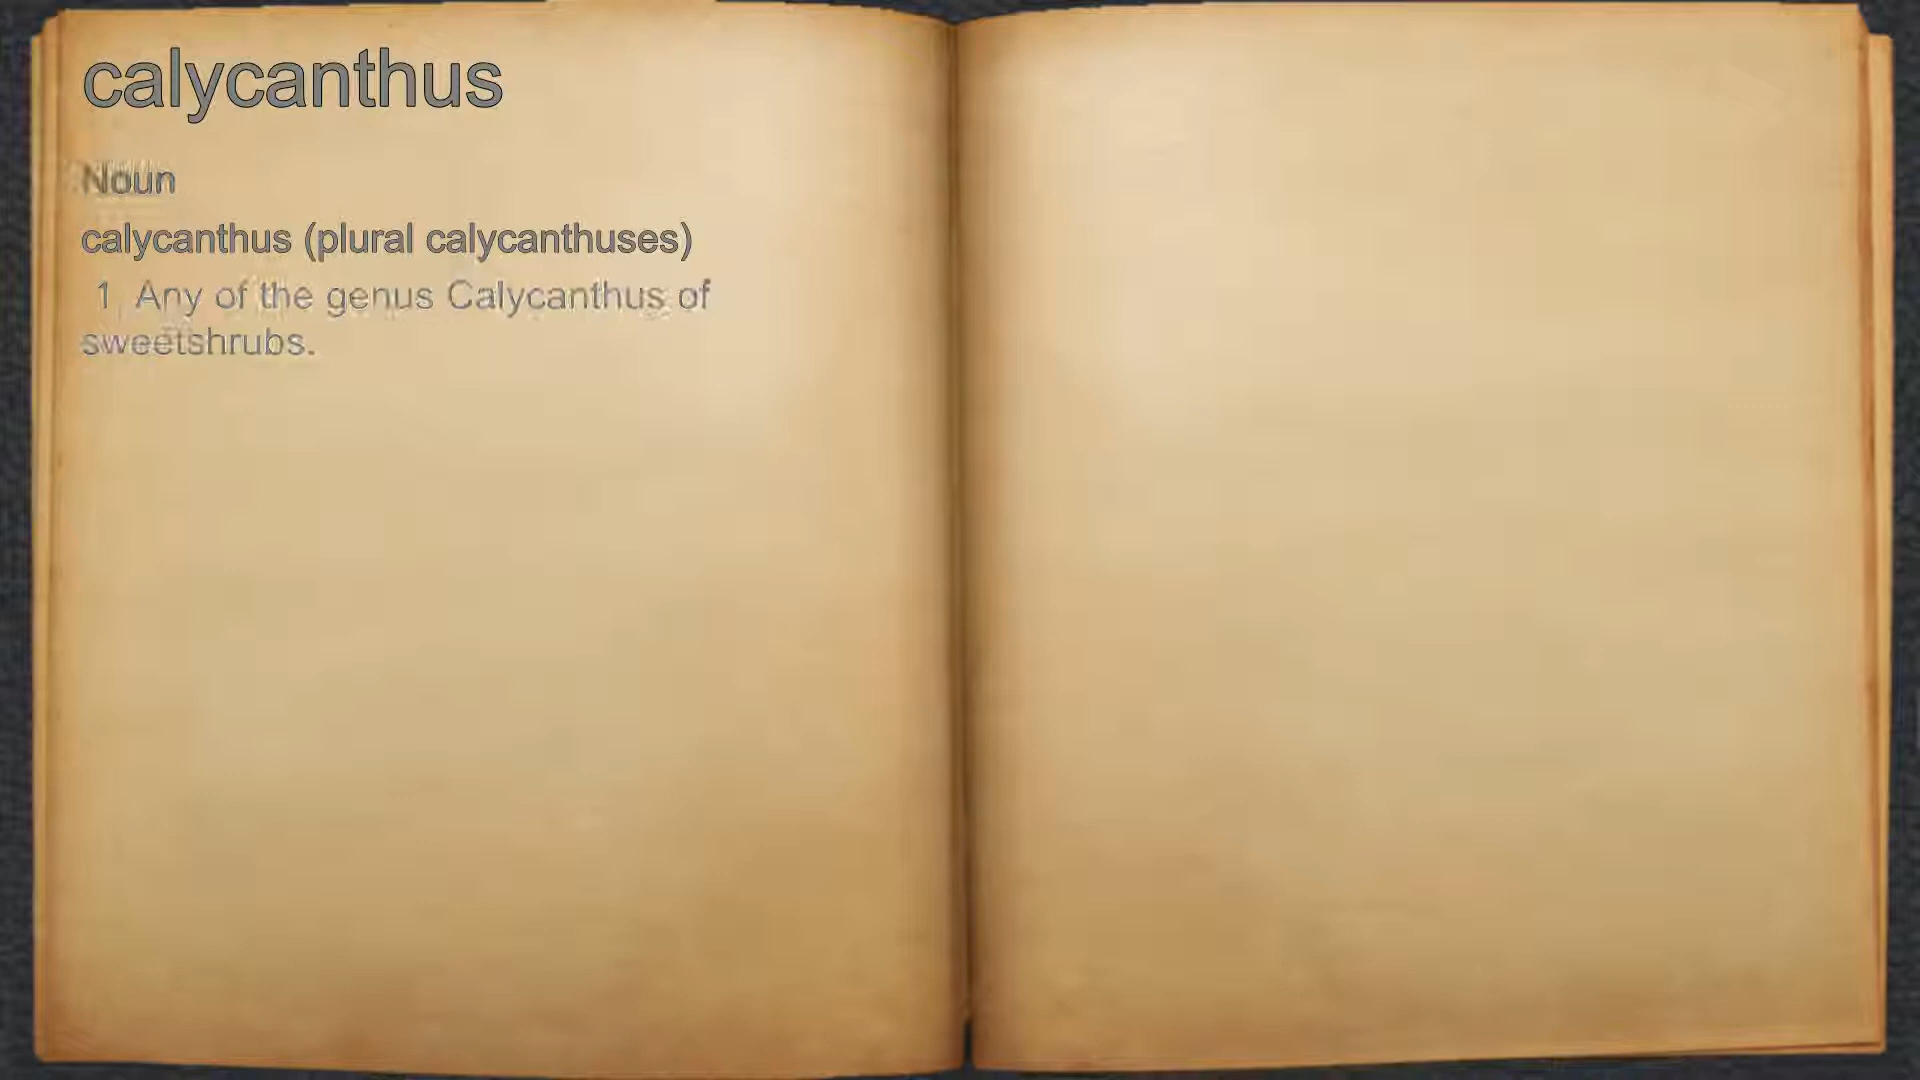 calycanthus
Noun
calycanthus (plural calycanthuses)
1. Any of the genus Calycanthus of
sweetshrubs.